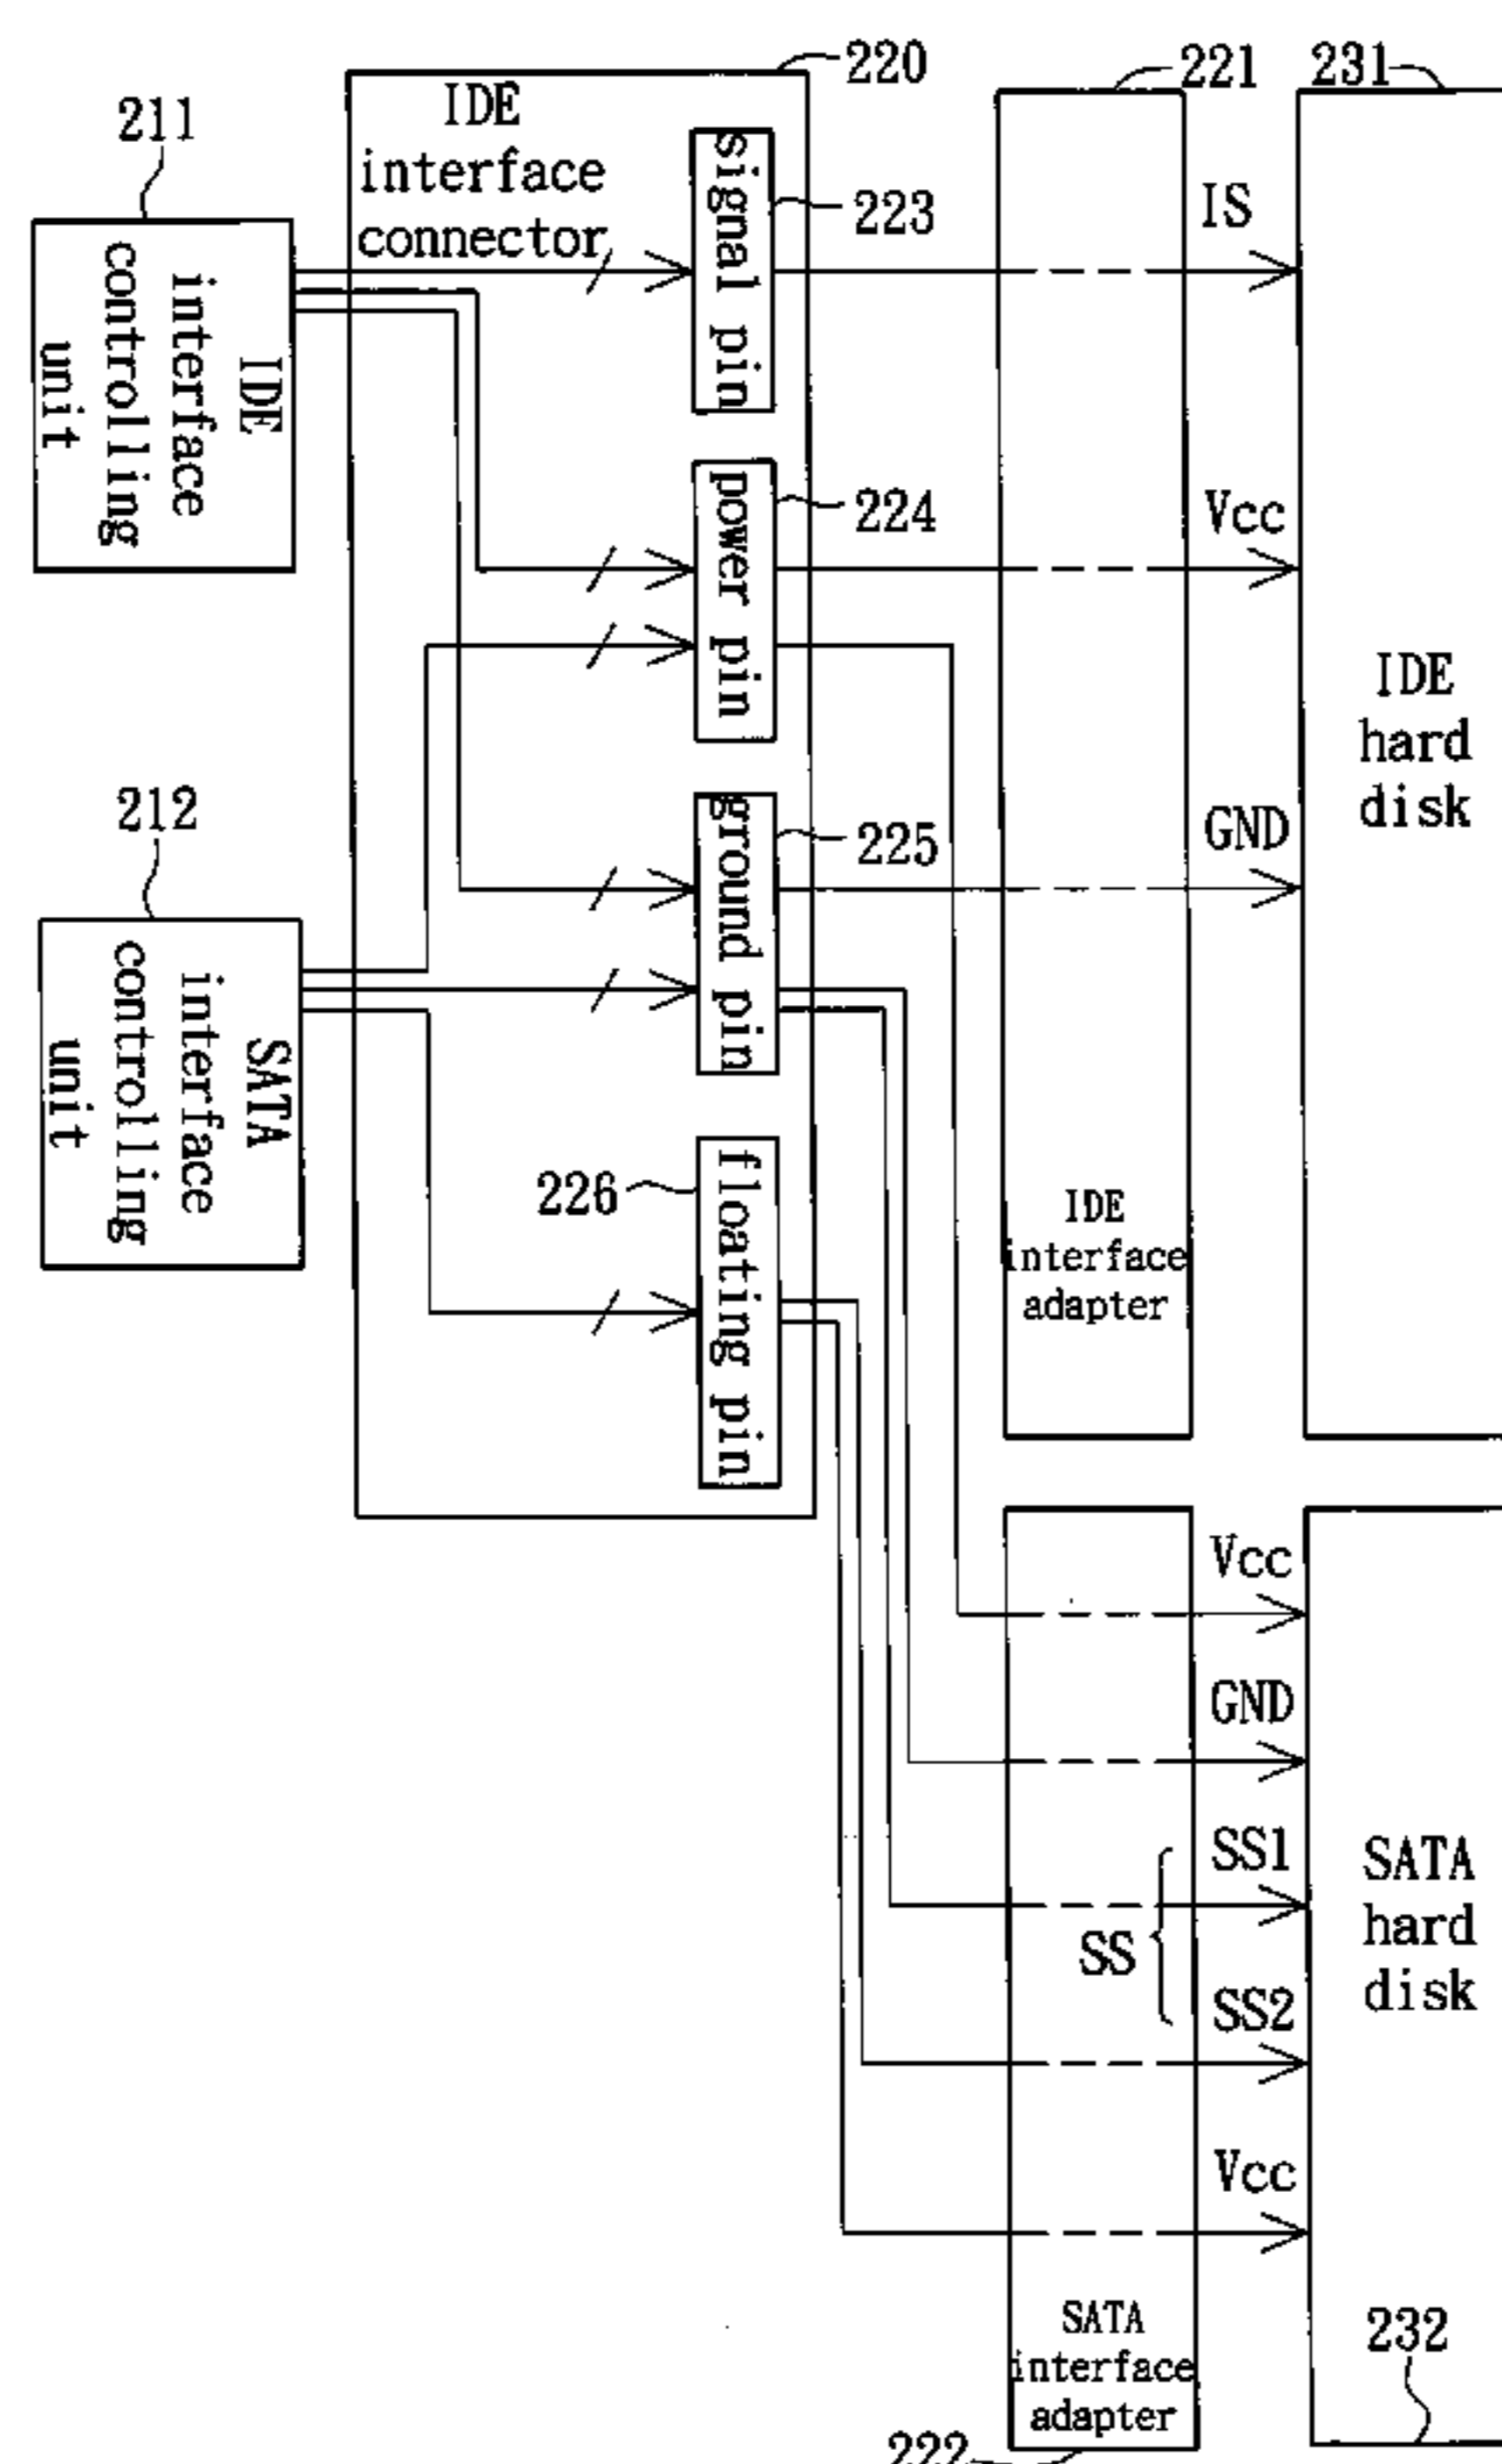 220
221
231
211
IDE
interface
connector
signal pin
223
IS
IDE
interface
controlling
unit
power pin
224
Vcc
IDE
hard
disk
212
ground pin
225
GND
SATA
interface
controlling
unit
226
floating pin
IDE
interface
adapter
Vcc
GND
SS1
SS
SS2
SATA
hard
disk
Vcc
SATA
interface
adapter
232
222